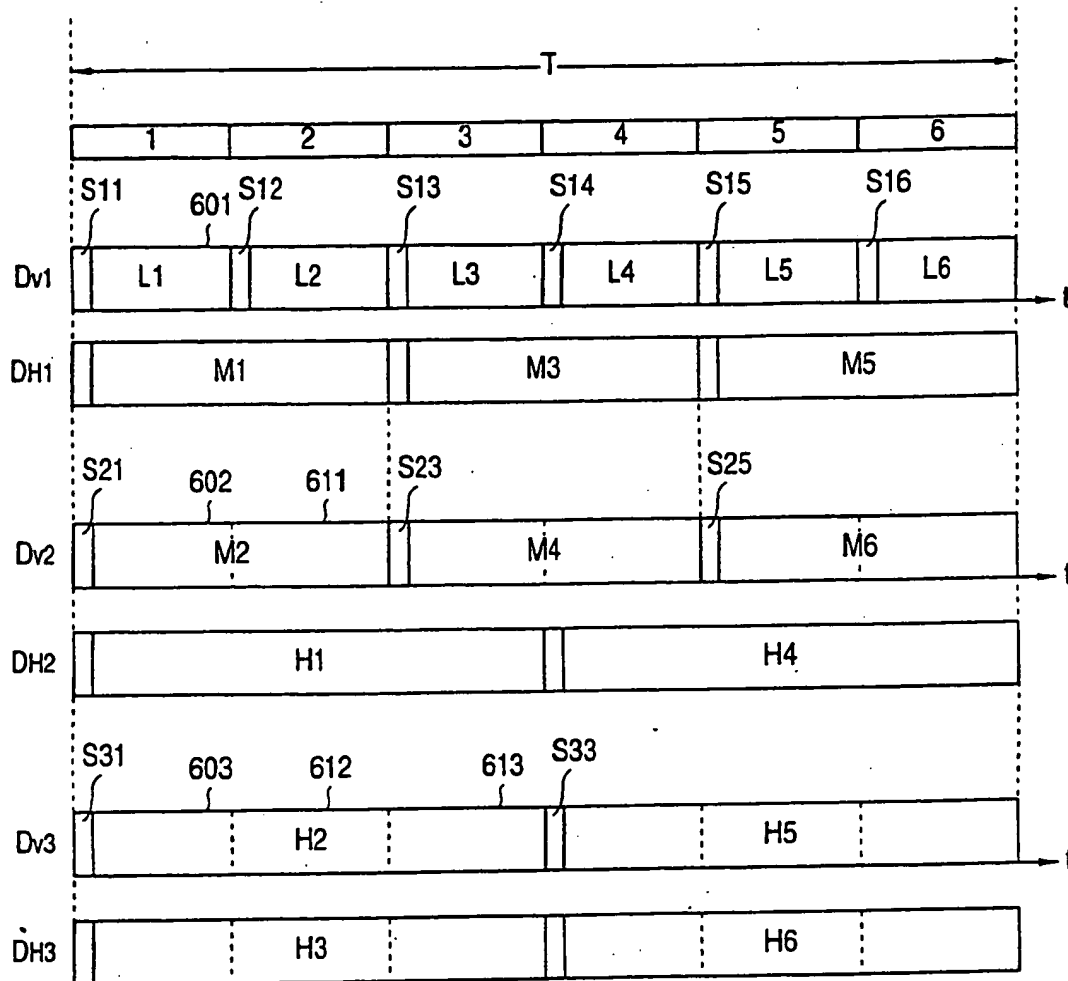 T
1 2 3 4 5 6
S11 601 S12 S13 S14 S15 S16
Dv1 L1 L2 L3 L4 L5 L6 t
DH1 M1 M3 M5
S21 602 611 S23 S25
Dv2 M2 M4 M6 t
DH2 H1 H4
S31 603 612 613 S33
Dv3 H2 H5 t
DH3 H3 H6